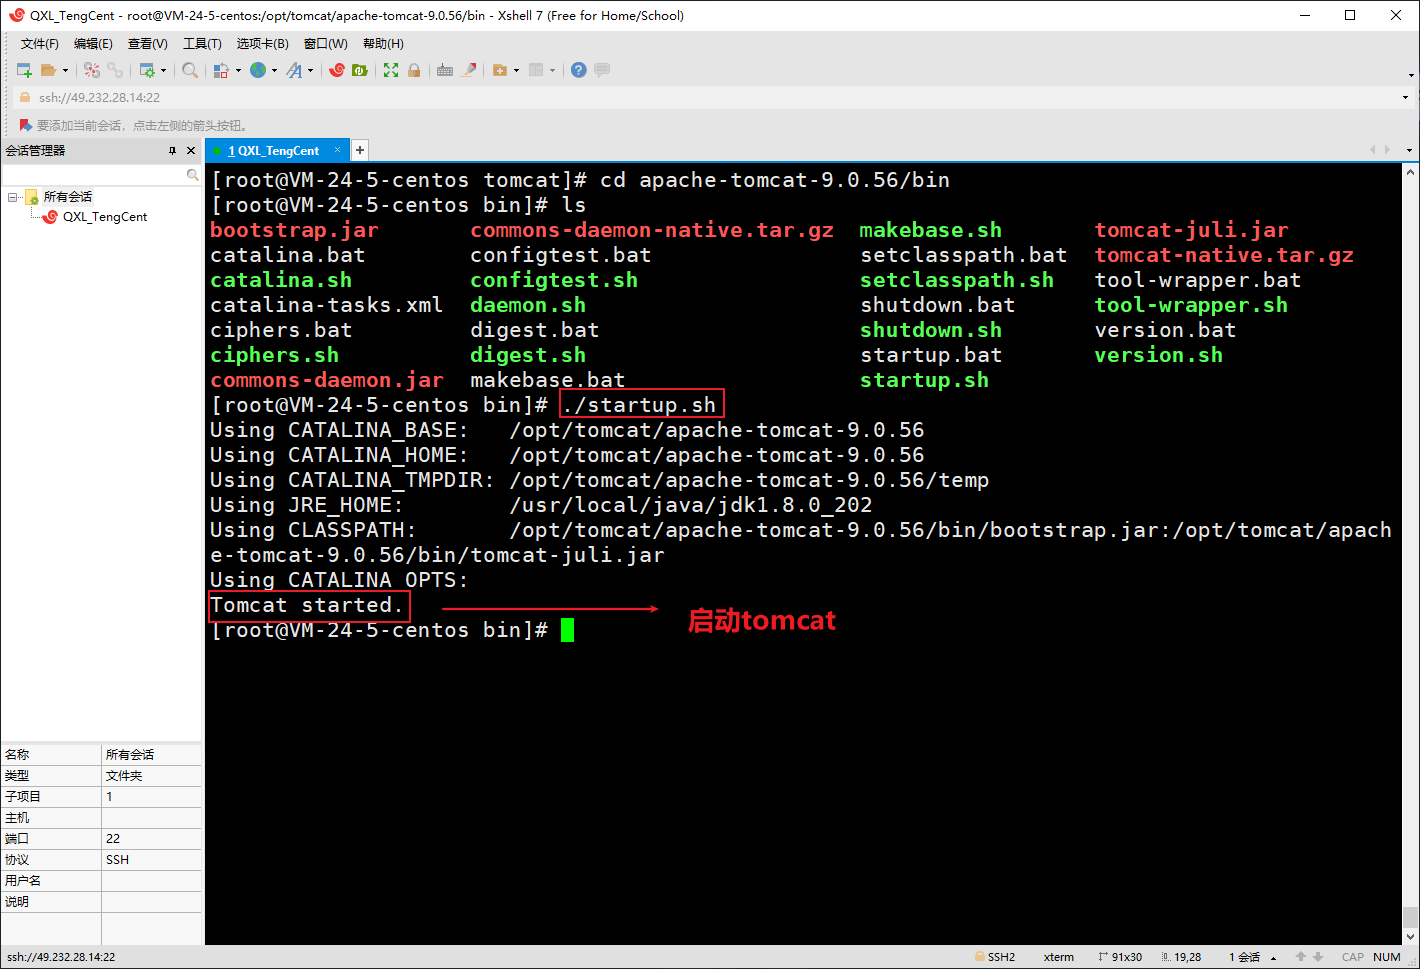 QXL_TengCent - root@VM-24-5-centos:/opt/tomcat/apache-tomcat-9.0.56/bin - Xshell 7 (Free for Home/School)
文件(F) 编辑(E) 查看(V) 工具(T) 选项卡(B) 窗口(W) 帮助(H)
ssh://49.232.28.14:22
要添加当前会话，点击左侧的箭头按钮。
会话管理器
1 QXL_TengCent
所有会话
QXL_TengCent
[root@VM-24-5-centos tomcat]# cd apache-tomcat-9.0.56/bin
[root@VM-24-5-centos bin]# ls
bootstrap.jar commons-daemon-native.tar.gz makebase.sh tomcat-juli.jar
catalina.bat configtest.bat setclasspath.bat tomcat-native.tar.gz
catalina.sh configtest.sh setclasspath.sh tool-wrapper.bat
catalina-tasks.xml daemon.sh shutdown.bat tool-wrapper.sh
ciphers.bat digest.bat shutdown.sh version.bat
ciphers.sh digest.sh startup.bat version.sh
commons-daemon.jar makebase.bat startup.sh
[root@VM-24-5-centos bin]# ./startup.sh
Using CATALINA_BASE: /opt/tomcat/apache-tomcat-9.0.56
Using CATALINA_HOME: /opt/tomcat/apache-tomcat-9.0.56
Using CATALINA_TMPDIR: /opt/tomcat/apache-tomcat-9.0.56/temp
Using JRE_HOME: /usr/local/java/jdk1.8.0_202
Using CLASSPATH: /opt/tomcat/apache-tomcat-9.0.56/bin/bootstrap.jar:/opt/tomcat/apach
e-tomcat-9.0.56/bin/tomcat-juli.jar
Using CATALINA_OPTS:
Tomcat started.
启动tomcat
[root@VM-24-5-centos bin]#
名称 所有会话
类型 文件夹
子项目 1
主机
端口 22
协议 SSH
用户名
说明
ssh://49.232.28.14:22 SSH2 xterm 91x30 19,28 1 会话 CAP NUM